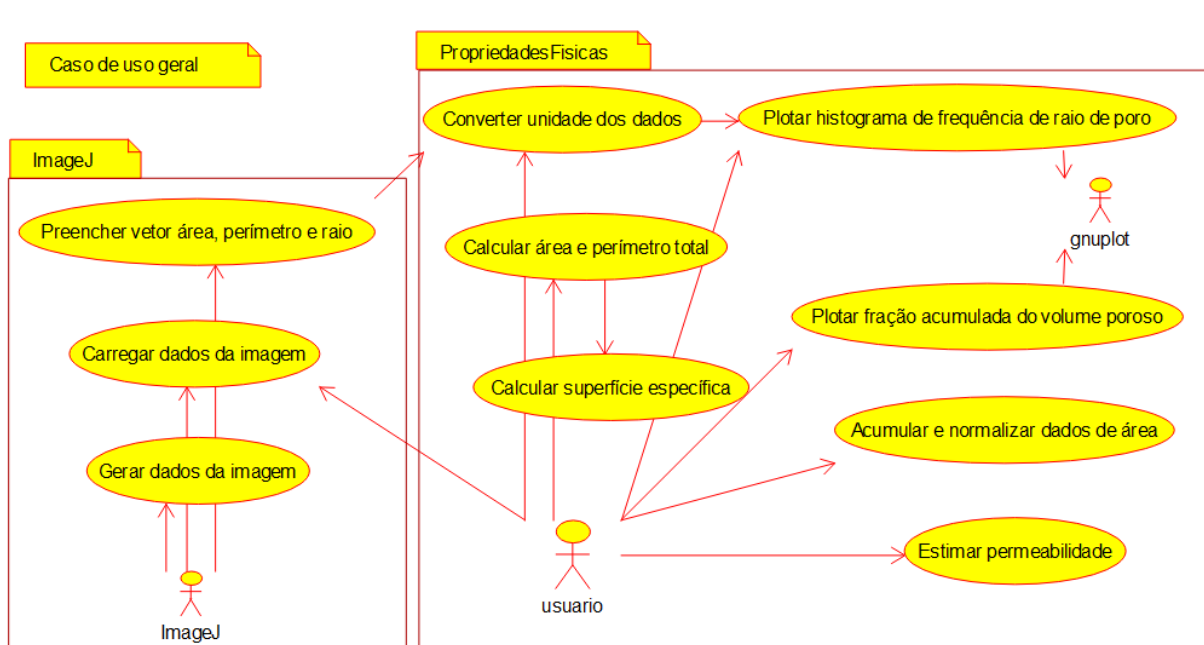 Caso de uso geral
PropriedadesFisicas
Converter unidade dos dados
Plotar histograma de frequência de raio de poro
ImageJ
Preencher vetor área, perímetro e raio
Calcular área e perímetro total
gnuplot
Plotar fração acumulada do volume poroso
Carregar dados da imagem
Calcular superfície específica
Acumular e normalizar dados de área
Gerar dados da imagem
Estimar permeabilidade
usuario
ImageJ